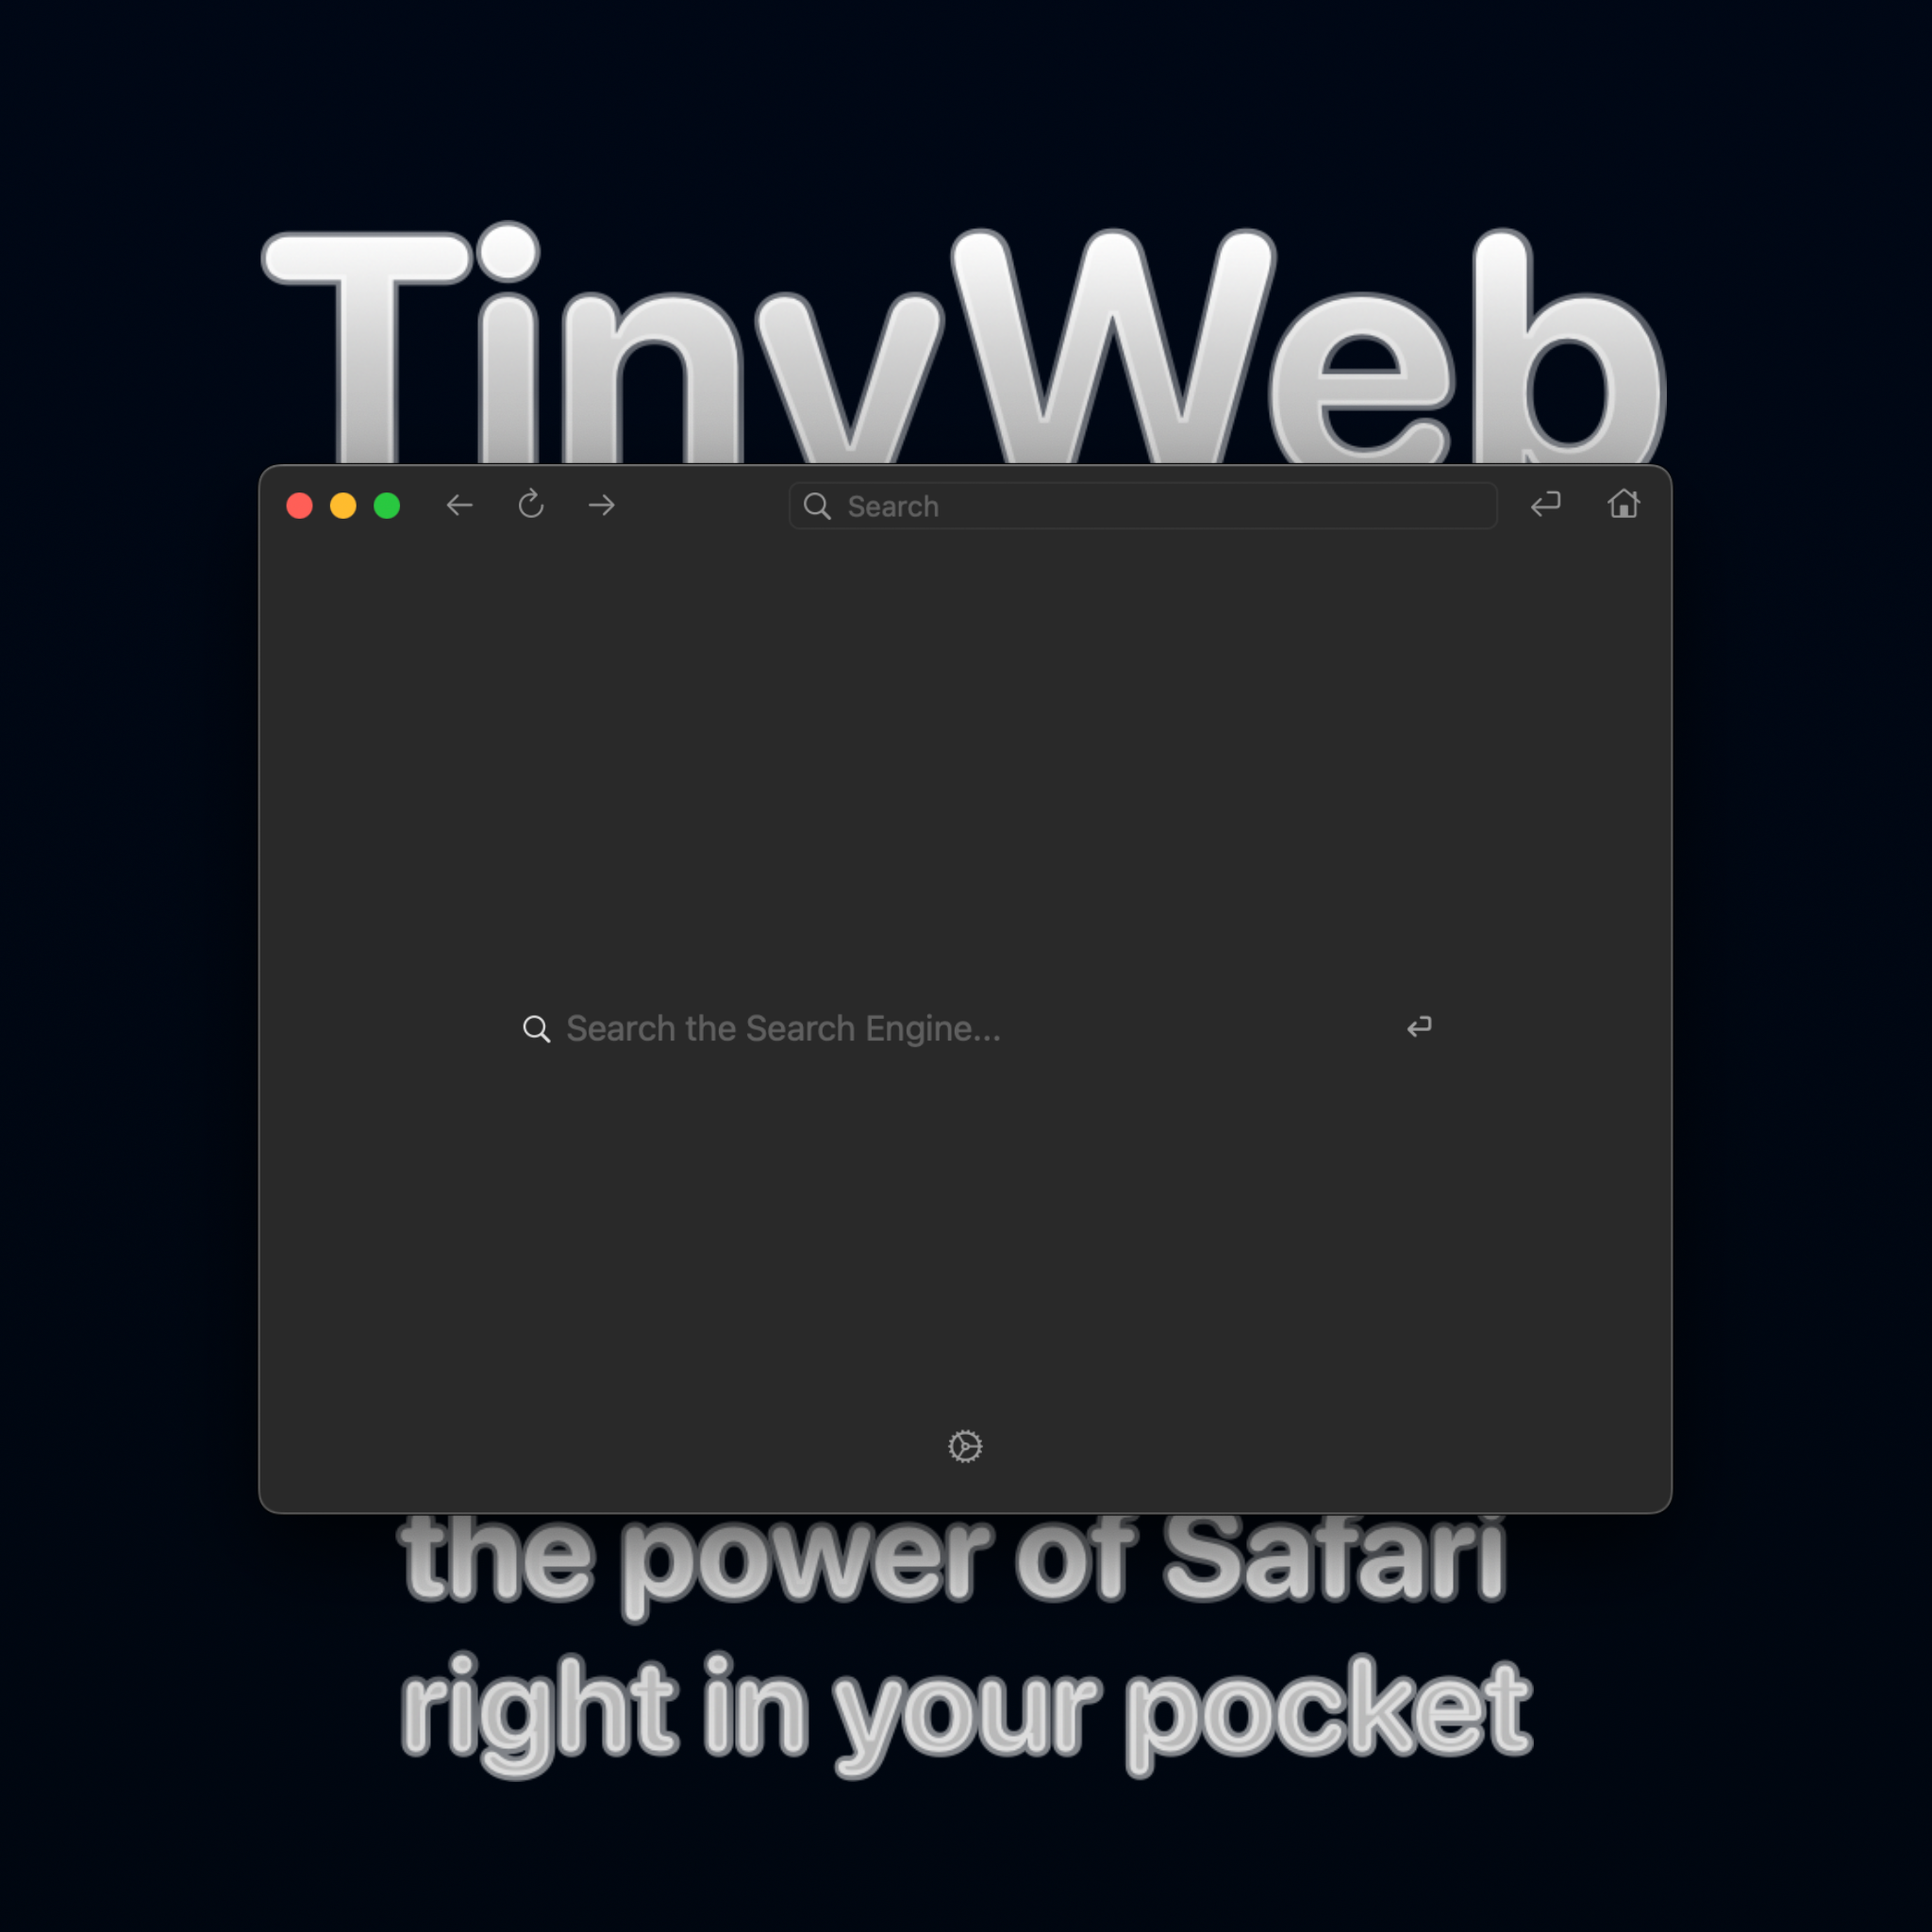 TinyWeb
Search
Search the Search Engine...
the power of Safari
right in your pocket